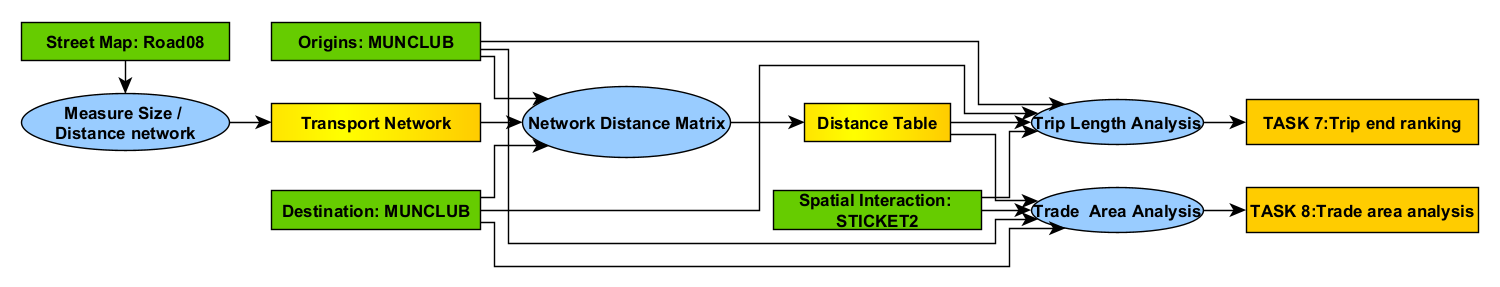 Street Map: Road08
Origins: MUNCLUB
Measure Size /
Distance network
Transport Network
Network Distance Matrix
Distance Table
Trip Length Analysis
TASK 7:Trip end ranking
Destination: MUNCLUB
Spatial Interaction:
STICKET2
Trade  Area Analysis
TASK 8:Trade area analysis